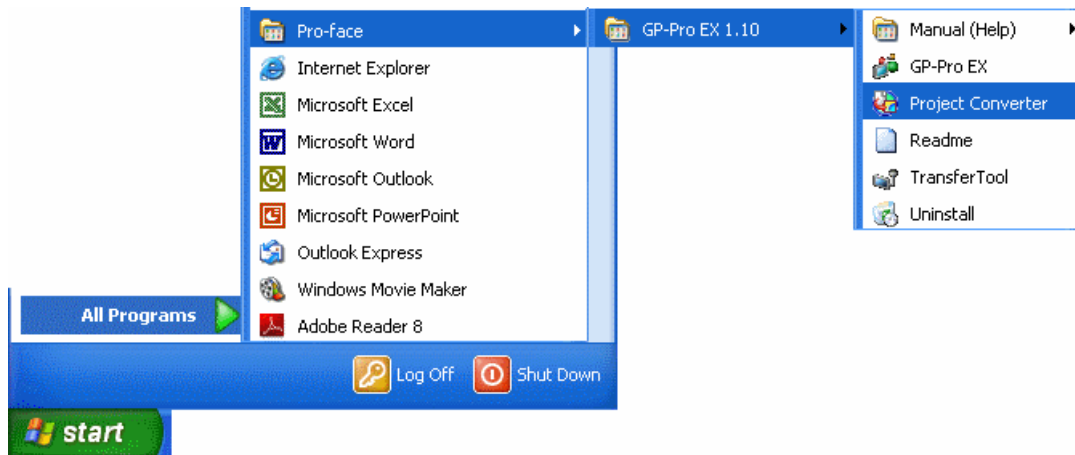 Pro-face
Internet Explorer
Microsoft Excel
Microsoft Word
Microsoft Outlook
Microsoft PowerPoint
Outlook Express
Windows Movie Maker
Adobe Reader 8
GP-Pro EX 1.10
Manual (Help)
GP-Pro EX
Project Converter
Readme
TransferTool
Uninstall
All Programs
Log Off
Shut Down
start